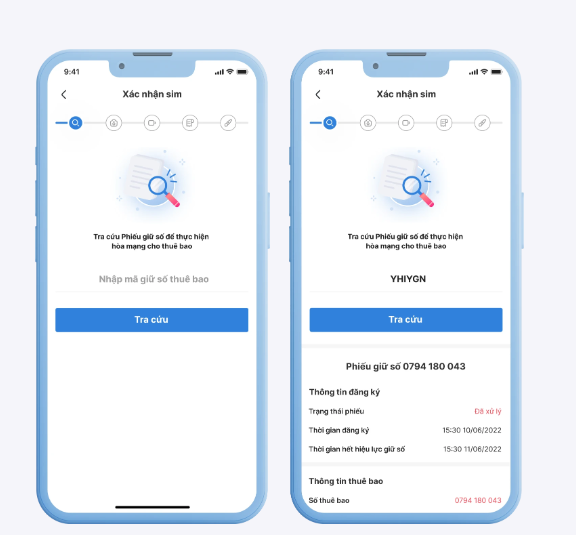 9:41
Xác nhận sim
Tra cứu Phiếu giữ số để thực hiện
hòa mạng cho thuê bao
Nhập mã giữ số thuê bao
Tra cứu
9:41
Xác nhận sim
Tra cứu Phiếu giữ số để thực hiện
hòa mạng cho thuê bao
YHIYGN
Tra cứu
Phiếu giữ số 0794 180 043
Thông tin đăng ký
Trạng thái phiếu Đã xử lý
Thời gian đăng ký 15:30 10/06/2022
Thời gian hết hiệu lực giữ số 15:30 11/06/2022
Thông tin thuê bao
Số thuê bao 0794 180 043